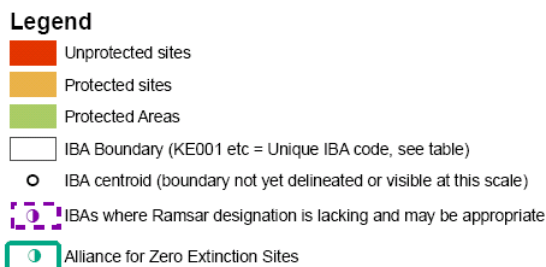 Legend
Unprotected sites
Protected sites
Protected Areas
IBA Boundary (KE001 etc = Unique IBA code, see table)
IBA centroid (boundary not yet delineated or visible at this scale)
IBAs where Ramsar designation is lacking and may be appropriate
Alliance for Zero Extinction Sites